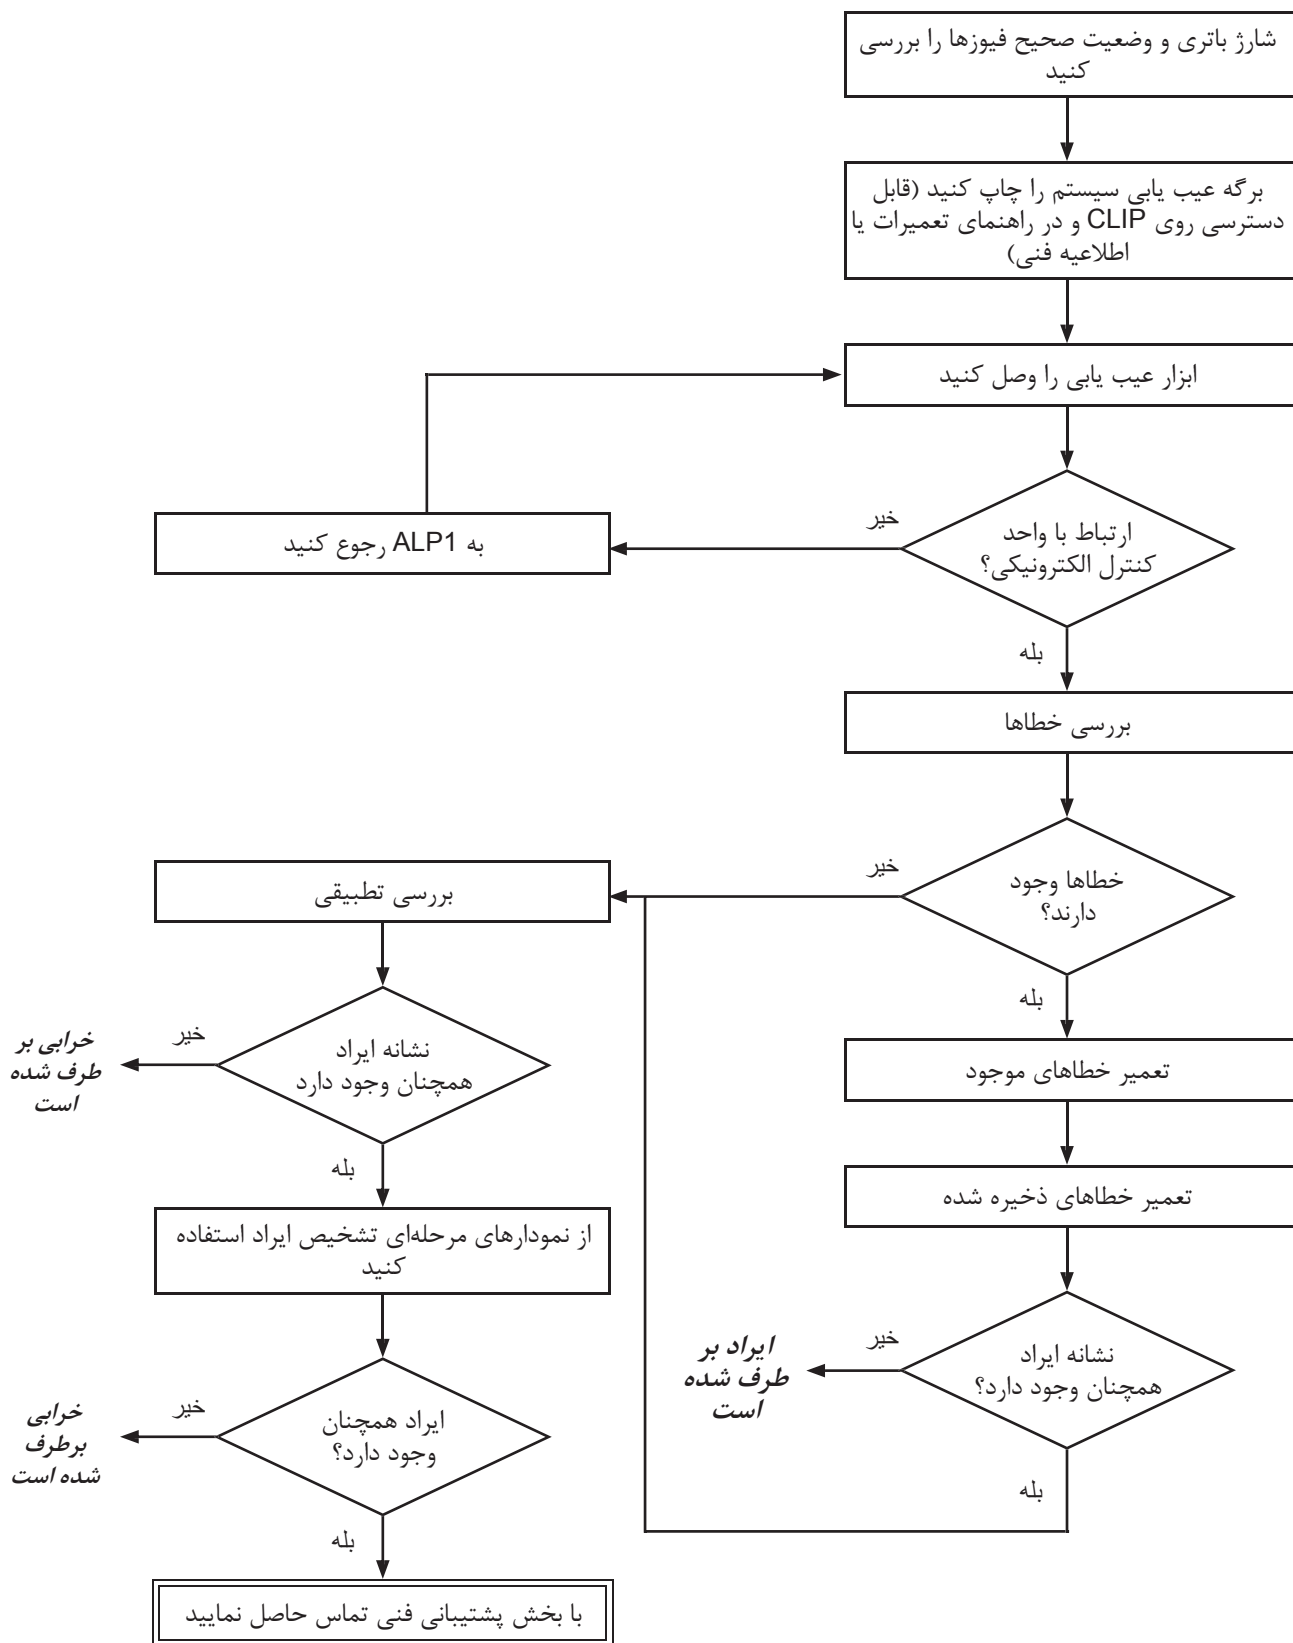 شارژ باتری و وضعیت صحیح فیوزها را بررسی
کنید
برگه عیب یابی سیستم را چاپ کنید (قابل
دسترسی روی CLIP و در راهنمای تعمیرات یا
اطلاعیه فنی)
ابزار عیب یابی را وصل کنید
ارتباط با واحد
کنترل الکترونیکی؟
خیر
به ALP1 رجوع کنید
بله
بررسی خطاها
خطاها وجود
دارند؟
خیر
بله
تعمیر خطاهای موجود
تعمیر خطاهای ذخیره شده
نشانه ایراد
همچنان وجود دارد؟
خیر
ایراد بر
طرف شده
است
بله
بررسی تطبیقی
نشانه ایراد
همچنان وجود دارد
خیر
خرابی بر
طرف شده
است
بله
از نمودارهای مرحله‌ای تشخیص ایراد استفاده
کنید
ایراد همچنان
وجود دارد؟
خیر
خرابی
برطرف
شده است
بله
با بخش پشتیبانی فنی تماس حاصل نمایید